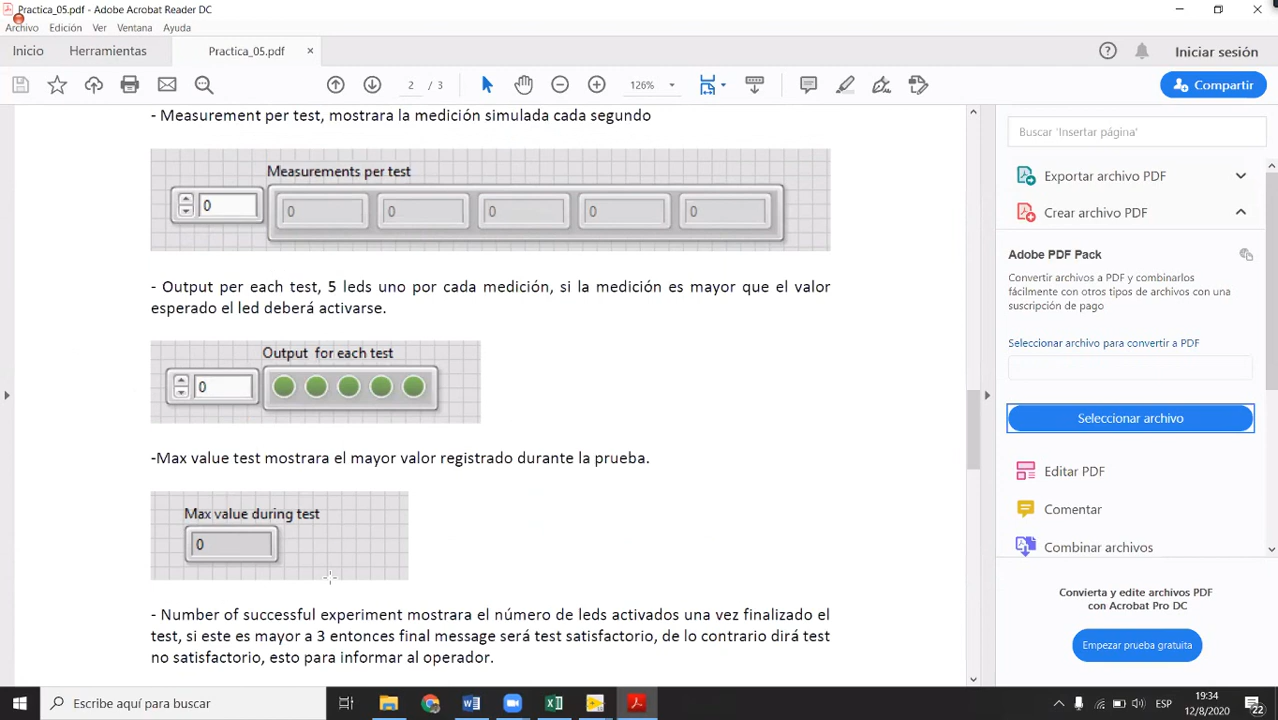 Practica_05.pdf - Adobe Acrobat Reader DC
Archivo Edición Ver Ventana Ayuda
Inicio Herramientas Practica_05.pdf × Iniciar sesión
2 / 3 126% Compartir
- Measurement per test, mostrara la medición simulada cada segundo
Measurements per test
0 0 0 0 0 0
- Output per each test, 5 leds uno por cada medición, si la medición es mayor que el valor
esperado el led deberá activarse.
Output for each test
0
-Max value test mostrara el mayor valor registrado durante la prueba.
Max value during test
0
- Number of successful experiment mostrara el número de leds activados una vez finalizado el
test, si este es mayor a 3 entonces final message será test satisfactorio, de lo contrario dirá test
no satisfactorio, esto para informar al operador.
Buscar 'Insertar página'
Exportar archivo PDF
Crear archivo PDF
Adobe PDF Pack
Convertir archivos a PDF y combinarlos
fácilmente con otros tipos de archivos con una
suscripción de pago
Seleccionar archivo para convertir a PDF
Seleccionar archivo
Editar PDF
Comentar
Combinar archivos
Convierta y edite archivos PDF
con Acrobat Pro DC
Empezar prueba gratuita
Escribe aquí para buscar
ESP
19:34
12/8/2020
22